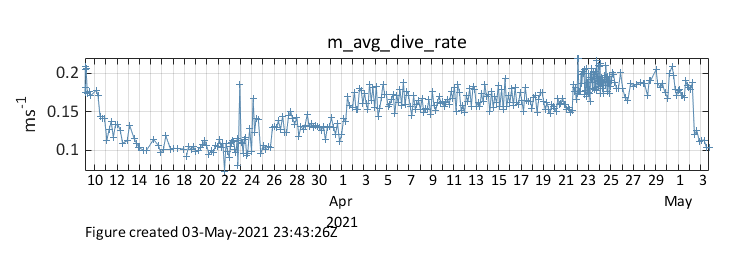 m_avg_dive_rate
0.2
0.15
0.1
ms⁻¹
10 12 14 16 18 20 22 24 26 28 30 1 3 5 7 9 11 13 15 17 19 21 23 25 27 29 1 3
Apr May
2021
Figure created 03-May-2021 23:43:26Z